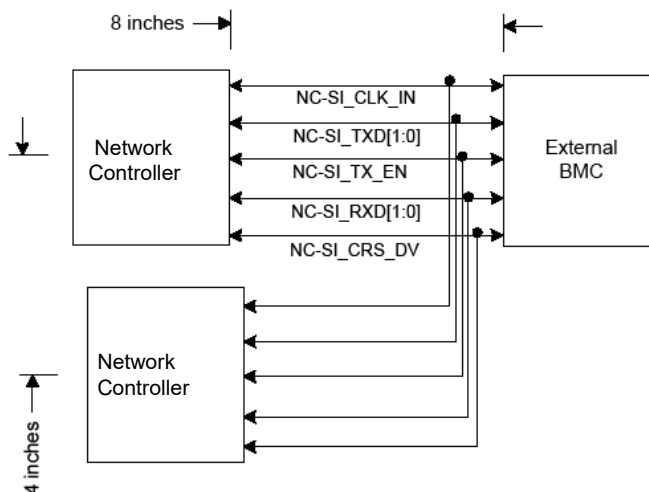 8 inches
NC-SI_CLK_IN
NC-SI_TXD[1:0]
Network
Controller
NC-SI_TX_EN
External
BMC
NC-SI_RXD[1:0]
NC-SI_CRS_DV
Network
Controller
4 inches